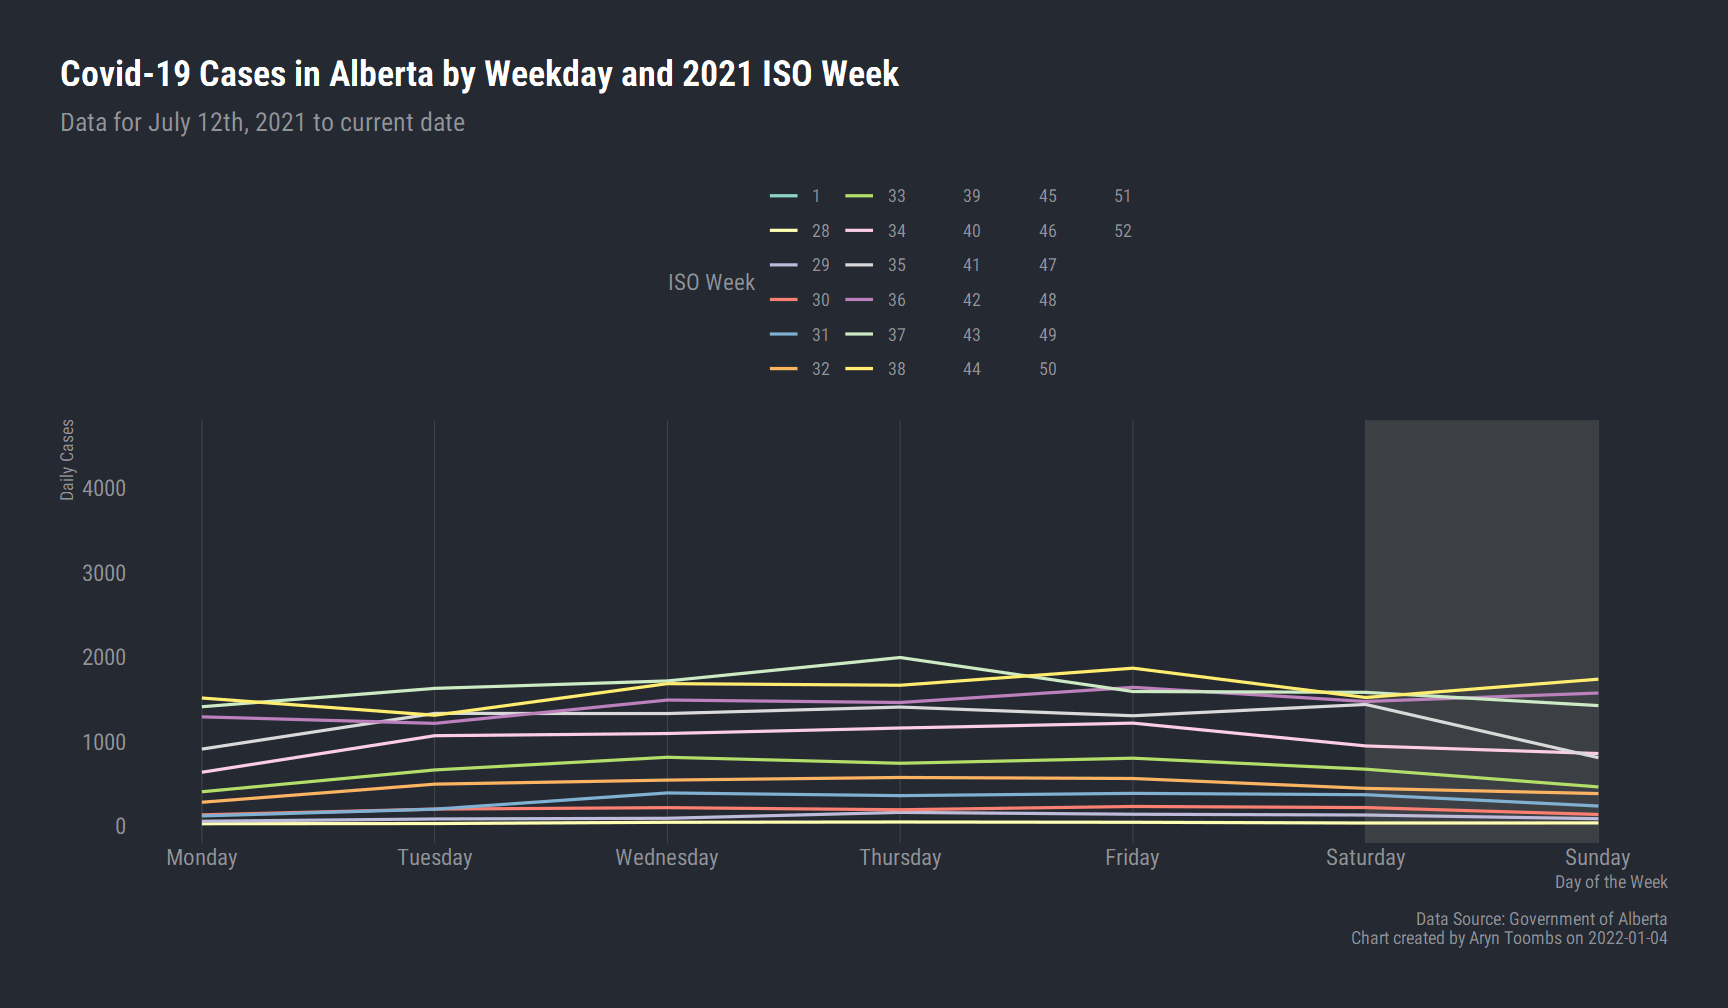 Covid-19 Cases in Alberta by Weekday and 2021 ISO Week
Data for July 12th, 2021 to current date
ISO Week
1 33 39 45 51
28 34 40 46 52
29 35 41 47
30 36 42 48
31 37 43 49
32 38 44 50
Daily Cases
4000
3000
2000
1000
0
Monday Tuesday Wednesday Thursday Friday Saturday Sunday
Day of the Week
Data Source: Government of Alberta
Chart created by Aryn Toombs on 2022-01-04